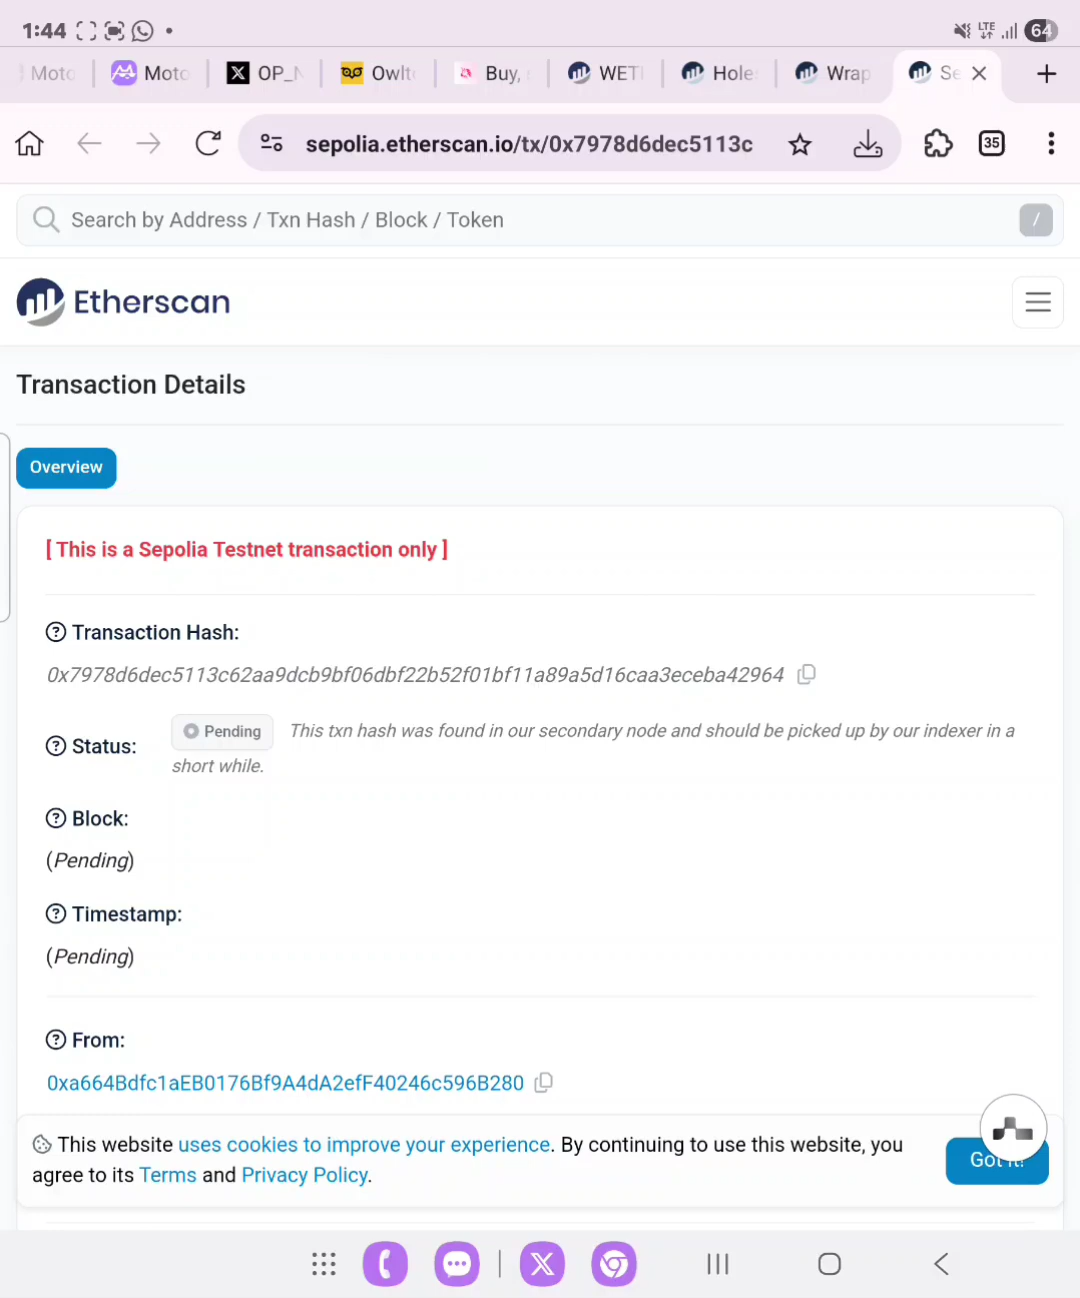 1:44
LTE
64
Moto
Moto
OP_N
Owlt
Buy,
WET
Hole
Wrap
Se
sepolia.etherscan.io/tx/0x7978d6dec5113c
35
Search by Address / Txn Hash / Block / Token
/
Etherscan
Transaction Details
Overview
[ This is a Sepolia Testnet transaction only ]
Transaction Hash:
0x7978d6dec5113c62aa9dcb9bf06dbf22b52f01bf11a89a5d16caa3eceba42964
Status:
Pending
This txn hash was found in our secondary node and should be picked up by our indexer in a
short while.
Block:
(Pending)
Timestamp:
(Pending)
From:
0xa664Bdfc1aEB0176Bf9A4dA2efF40246c596B280
This website uses cookies to improve your experience. By continuing to use this website, you
agree to its Terms and Privacy Policy.
Got it!